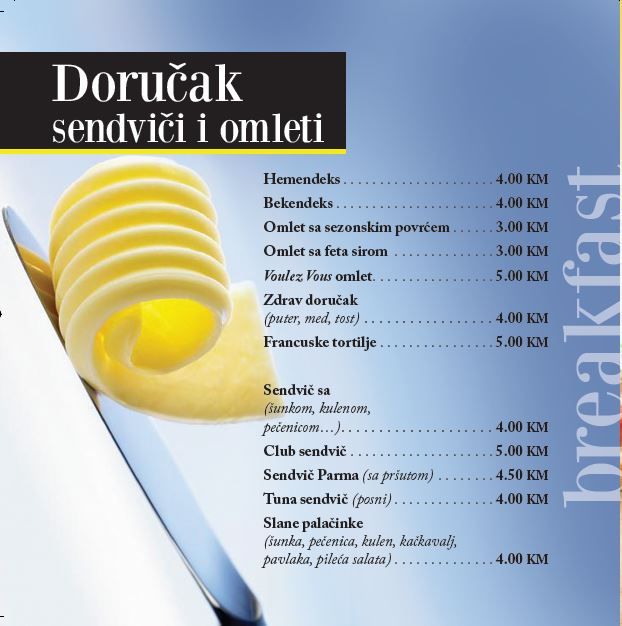 Doručak
sendviči i omleti
Hemendeks . . . . . . . . . . . . . . . . . . . . . 4.00 KM
Bekendeks . . . . . . . . . . . . . . . . . . . . . . 4.00 KM
Omlet sa sezonskim povrćem . . . . . . 3.00 KM
Omlet sa feta sirom . . . . . . . . . . . . . . 3.00 KM
Voulez Vous omlet. . . . . . . . . . . . . . . . . 5.00 KM
Zdrav doručak
(puter, med, tost) . . . . . . . . . . . . . . . . . . 4.00 KM
Francuske tortilje . . . . . . . . . . . . . . . . 5.00 KM
Sendvič sa
(šunkom, kulenom,
pečenicom…). . . . . . . . . . . . . . . . . . . . . 4.00 KM
Club sendvič . . . . . . . . . . . . . . . . . . . . 5.00 KM
Sendvič Parma (sa pršutom) . . . . . . . . 4.50 KM
Tuna sendvič (posni) . . . . . . . . . . . . . . 4.00 KM
Slane palačinke
(šunka, pečenica, kulen, kačkavalj,
pavlaka, pileća salata) . . . . . . . . . . . . . . 4.00 KM
breakfast